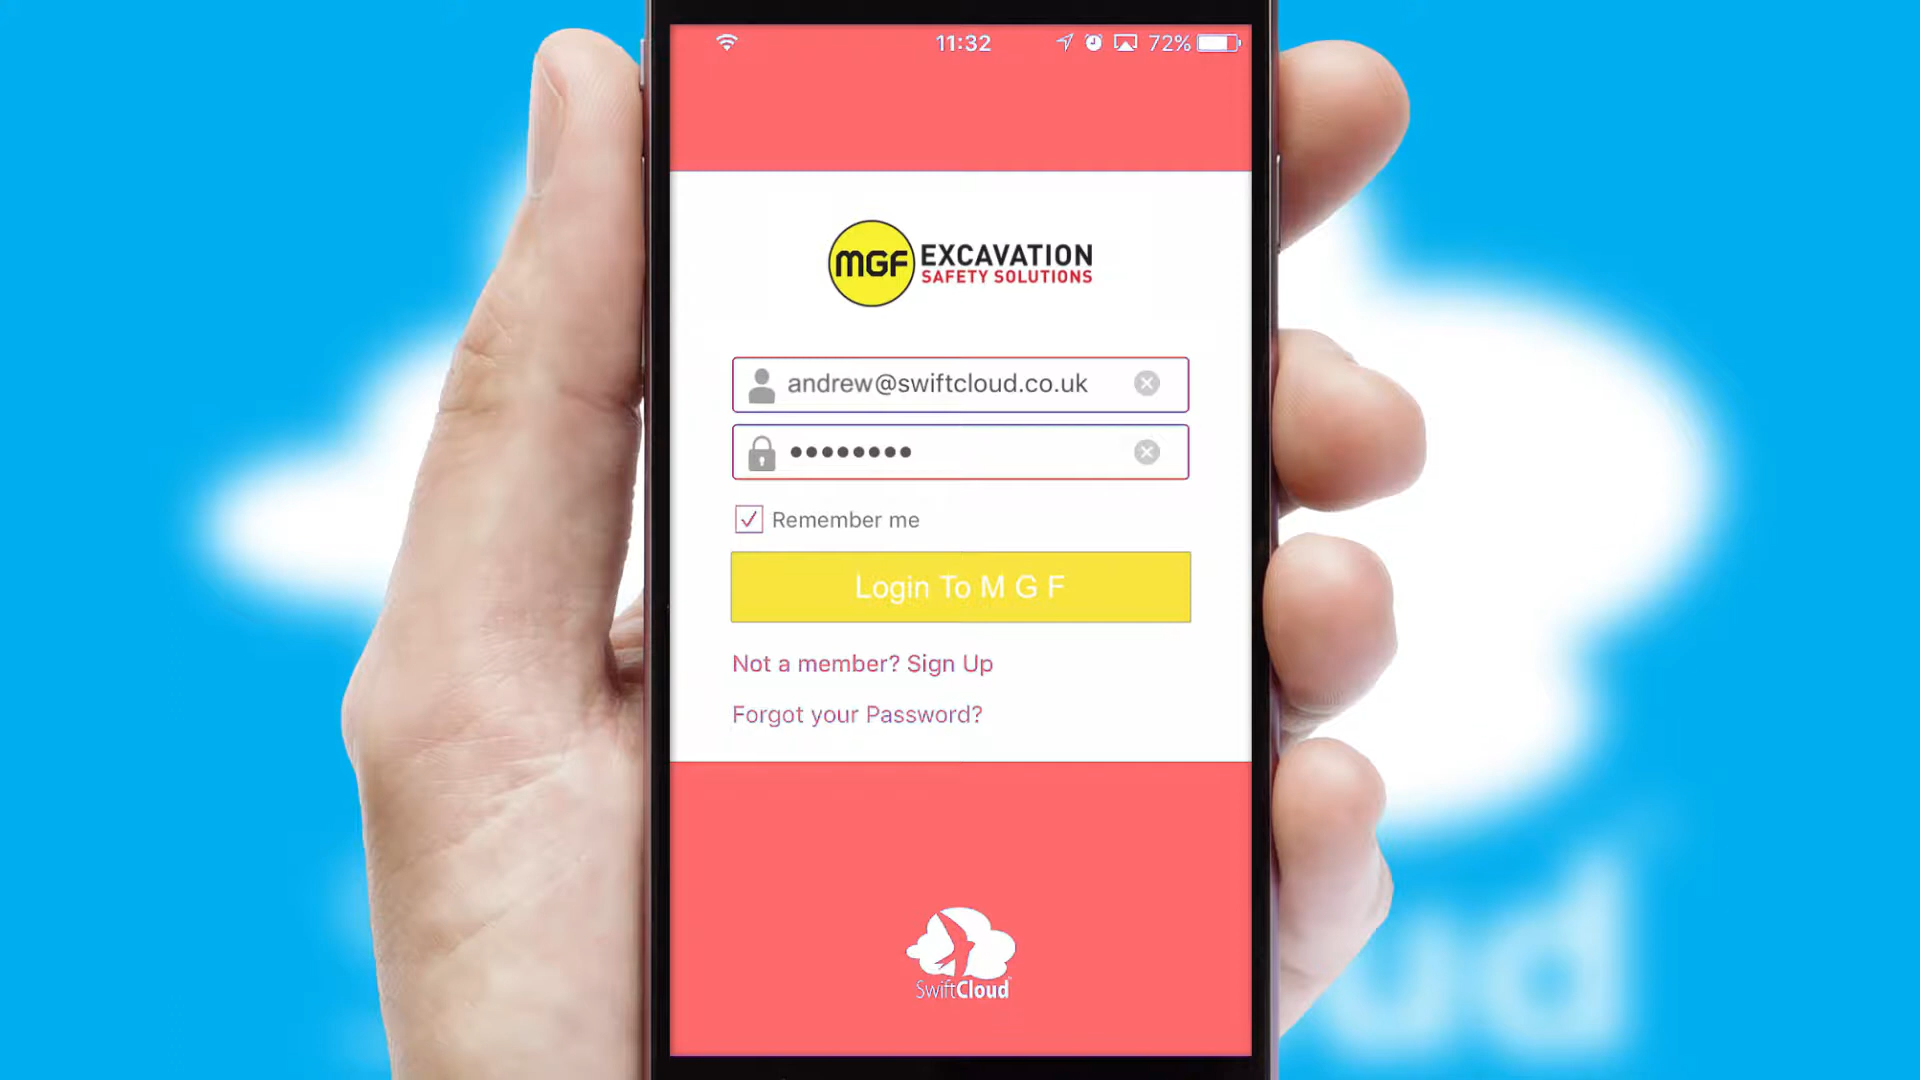 11:32
72%
MGF EXCAVATION
SAFETY SOLUTIONS
andrew@swiftcloud.co.uk
Remember me
Login To M G F
Not a member? Sign Up
Forgot your Password?
SwiftCloud
ud